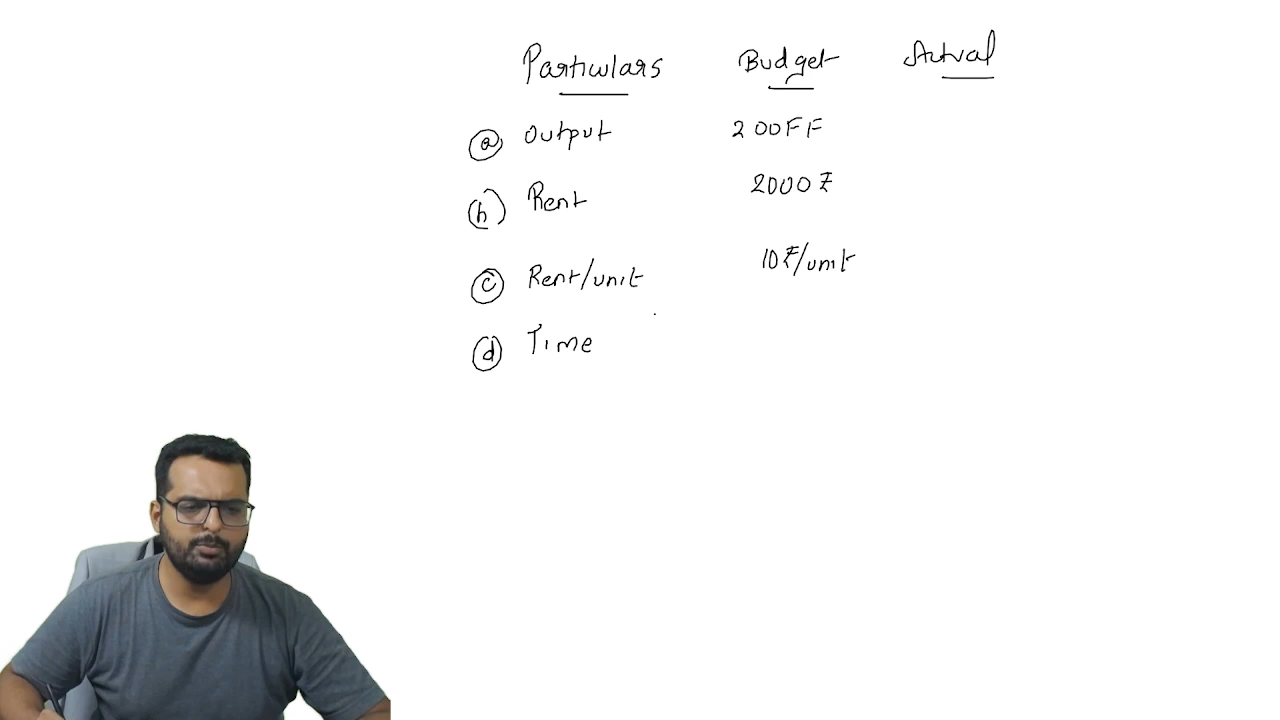 Particulars Budget Actual
(a) Output 200FF
(b) Rent 2000₹
(c) Rent/unit 10₹/unit
(d) Time